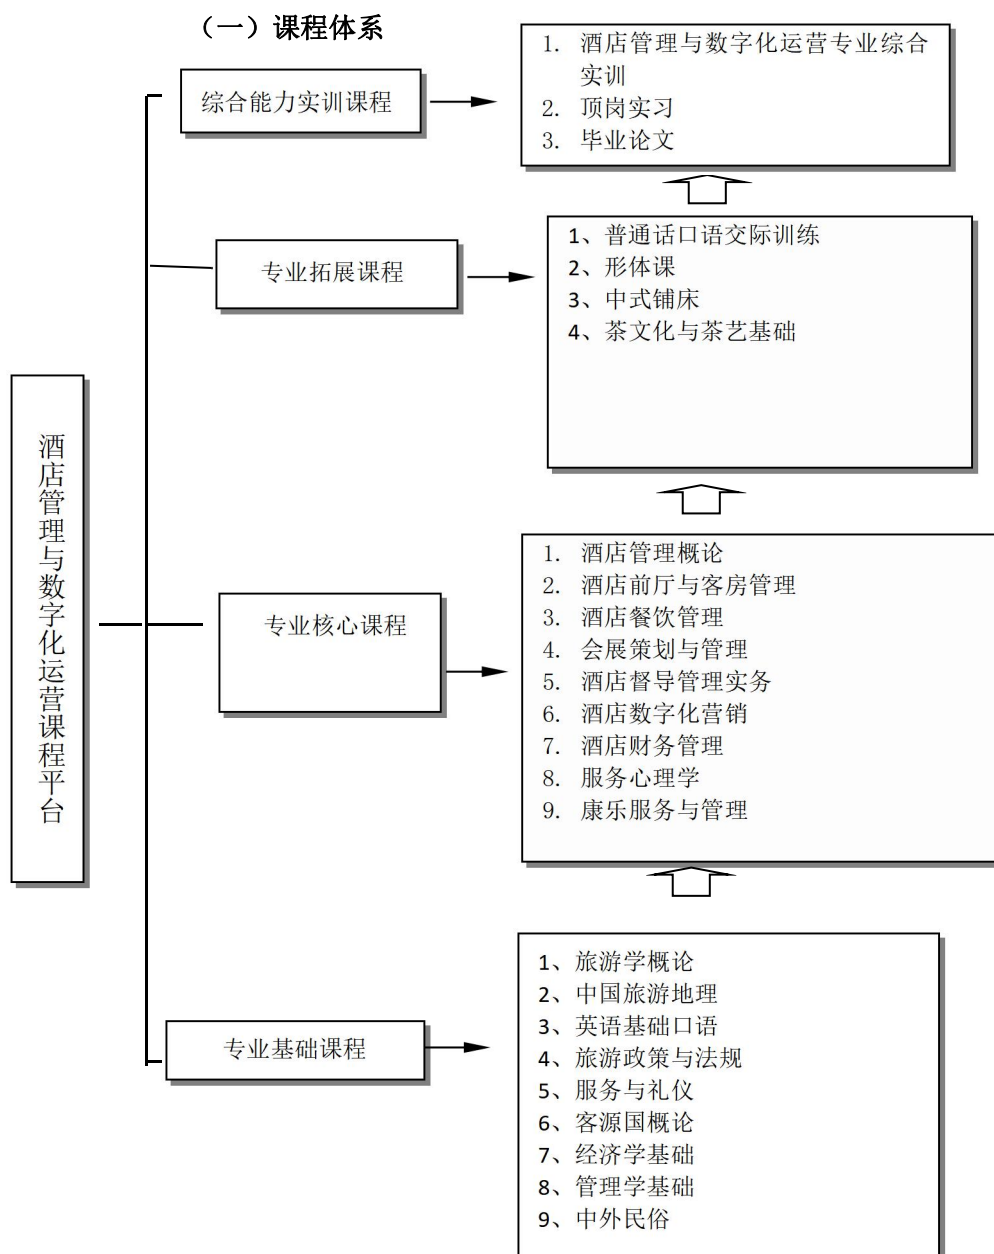 （一）课程体系
综合能力实训课程
1. 酒店管理与数字化运营专业综合
实训
2. 顶岗实习
3. 毕业论文
专业拓展课程
1、普通话口语交际训练
2、形体课
3、中式铺床
4、茶文化与茶艺基础
酒店管理与数字化运营课程平台
专业核心课程
1. 酒店管理概论
2. 酒店前厅与客房管理
3. 酒店餐饮管理
4. 会展策划与管理
5. 酒店督导管理实务
6. 酒店数字化营销
7. 酒店财务管理
8. 服务心理学
9. 康乐服务与管理
专业基础课程
1、旅游学概论
2、中国旅游地理
3、英语基础口语
4、旅游政策与法规
5、服务与礼仪
6、客源国概论
7、经济学基础
8、管理学基础
9、中外民俗